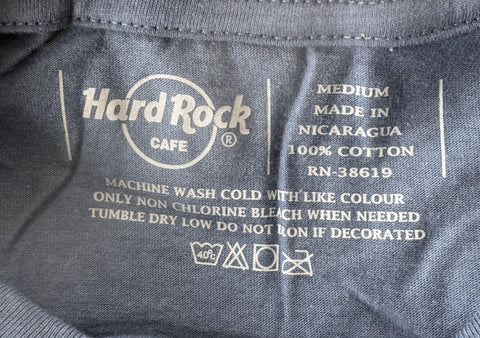 Hard Rock
CAFE
®
MEDIUM
MADE IN
NICARAGUA
100% COTTON
RN-38619
MACHINE WASH COLD WITH LIKE COLOUR
ONLY NON CHLORINE BLEACH WHEN NEEDED
TUMBLE DRY LOW DO NOT IRON IF DECORATED
40°C